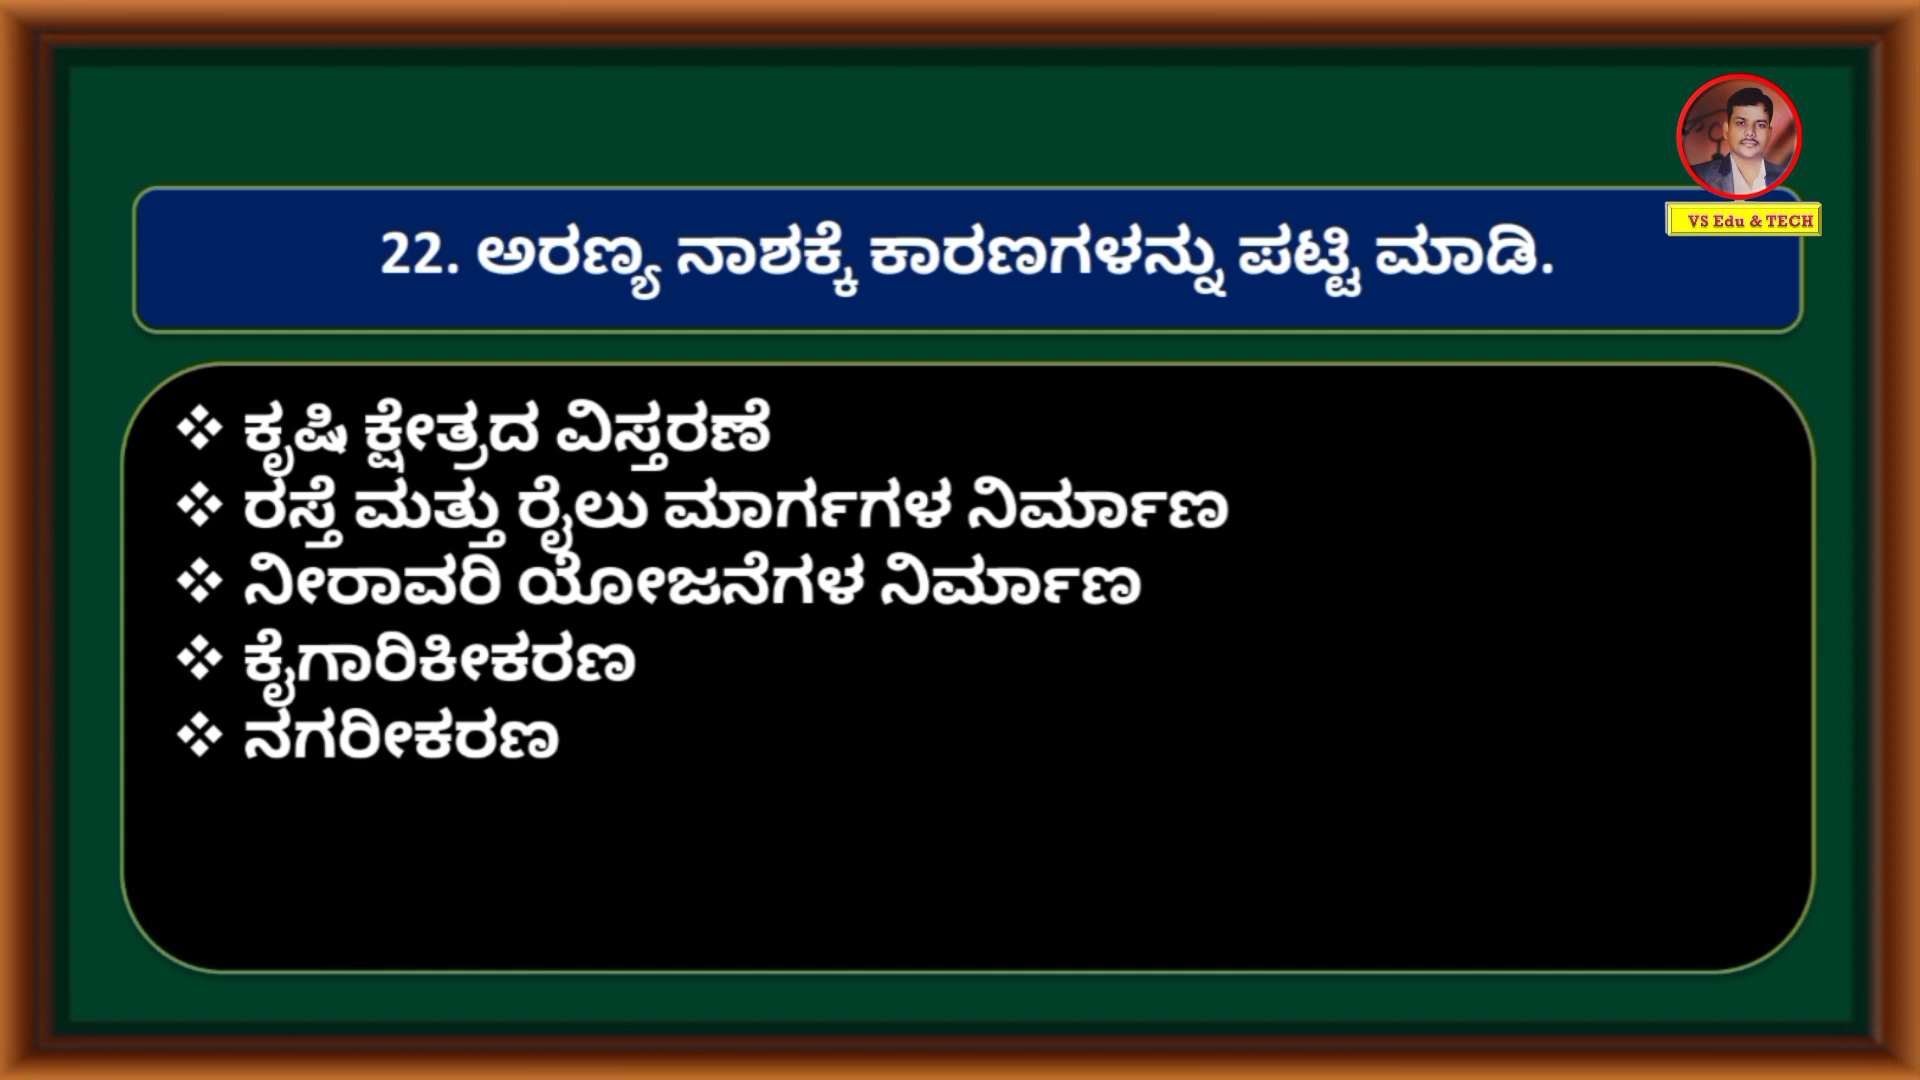 VS Edu & TECH
22. ಅರಣ್ಯ ನಾಶಕ್ಕೆ ಕಾರಣಗಳನ್ನು ಪಟ್ಟಿ ಮಾಡಿ.
❖ ಕೃಷಿ ಕ್ಷೇತ್ರದ ವಿಸ್ತರಣೆ
❖ ರಸ್ತೆ ಮತ್ತು ರೈಲು ಮಾರ್ಗಗಳ ನಿರ್ಮಾಣ
❖ ನೀರಾವರಿ ಯೋಜನೆಗಳ ನಿರ್ಮಾಣ
❖ ಕೈಗಾರಿಕೀಕರಣ
❖ ನಗರೀಕರಣ